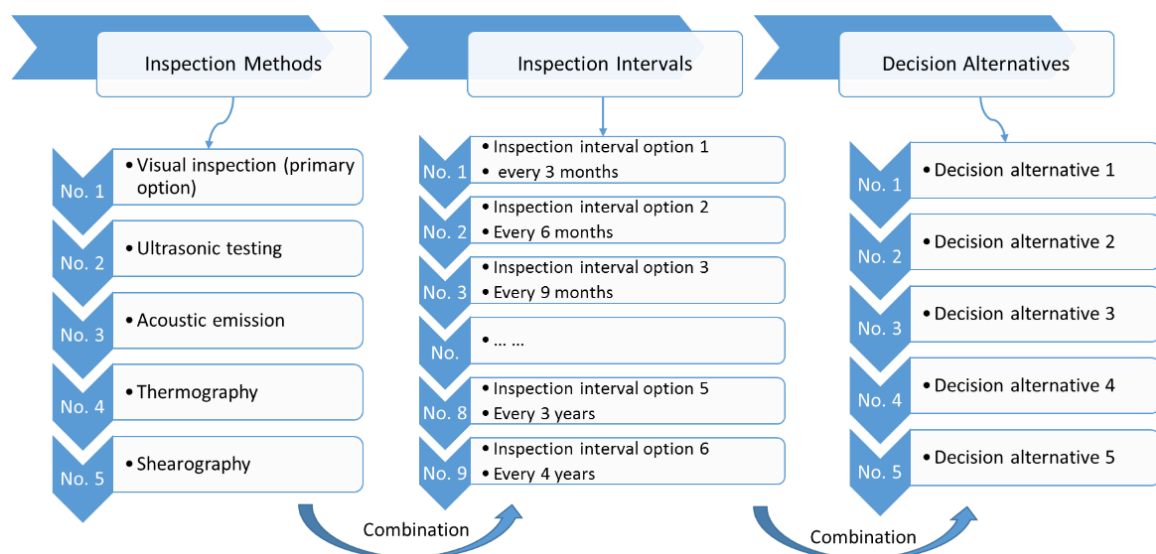 Inspection Methods
No. 1
• Visual inspection (primary
option)
No. 2
• Ultrasonic testing
No. 3
• Acoustic emission
No. 4
• Thermography
No. 5
• Shearography
Combination
Inspection Intervals
No. 1
• Inspection interval option 1
• every 3 months
No. 2
• Inspection interval option 2
• Every 6 months
No. 3
• Inspection interval option 3
• Every 9 months
No.
• ... ...
No. 8
• Inspection interval option 5
• Every 3 years
No. 9
• Inspection interval option 6
• Every 4 years
Combination
Decision Alternatives
No. 1
• Decision alternative 1
No. 2
• Decision alternative 2
No. 3
• Decision alternative 3
No. 4
• Decision alternative 4
No. 5
• Decision alternative 5